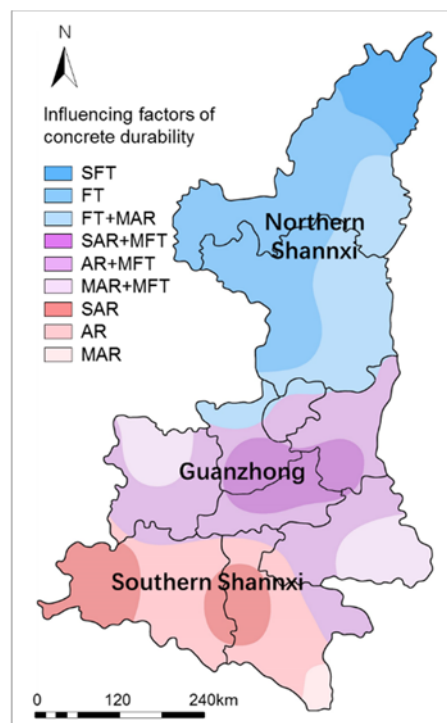 N
Influencing factors of
concrete durability
SFT
FT
FT+MAR
SAR+MFT
AR+MFT
MAR+MFT
SAR
AR
MAR
Northern
Shannxi
Guanzhong
Southern Shannxi
0 120 240km